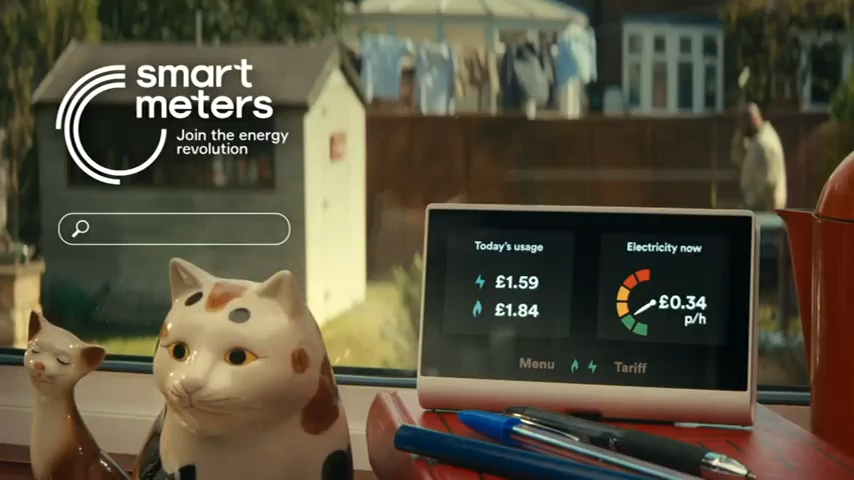 smart
meters
Join the energy
revolution
Today's usage
£1.59
£1.84
Electricity now
£0.34
p/h
Menu
Tariff